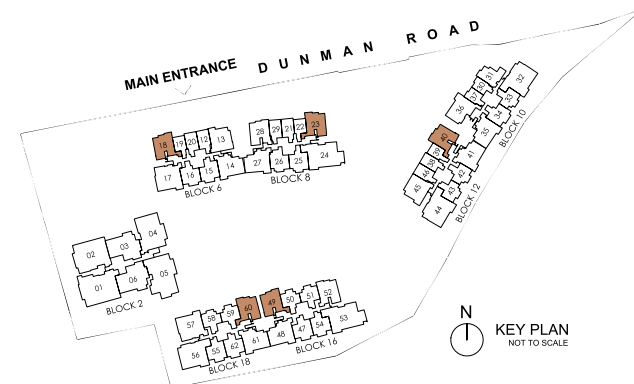 DUNMAN ROAD
MAIN ENTRANCE
18 19 20 12 13
17 16 15 14
BLOCK 6
28 29 21 22 23
27 26 25 24
BLOCK 8
31 32
30
37 33
36 34
35
BLOCK 10
40
39 41
38
46 42
45 43
44
BLOCK 12
02 03 04
01 06 05
BLOCK 2
57 58 59 60
56 55 62 61
BLOCK 18
49 50 51 52
48 47 54 53
BLOCK 16
N
KEY PLAN
NOT TO SCALE